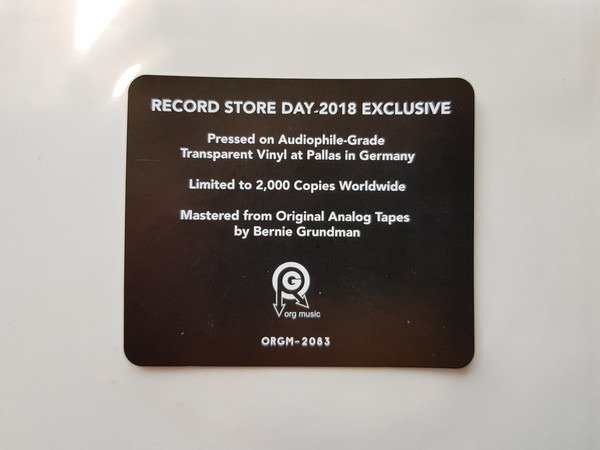 RECORD STORE DAY-2018 EXCLUSIVE
Pressed on Audiophile-Grade
Transparent Vinyl at Pallas in Germany
Limited to 2,000 Copies Worldwide
Mastered from Original Analog Tapes
by Bernie Grundman
ORG
org music
ORGM-2083